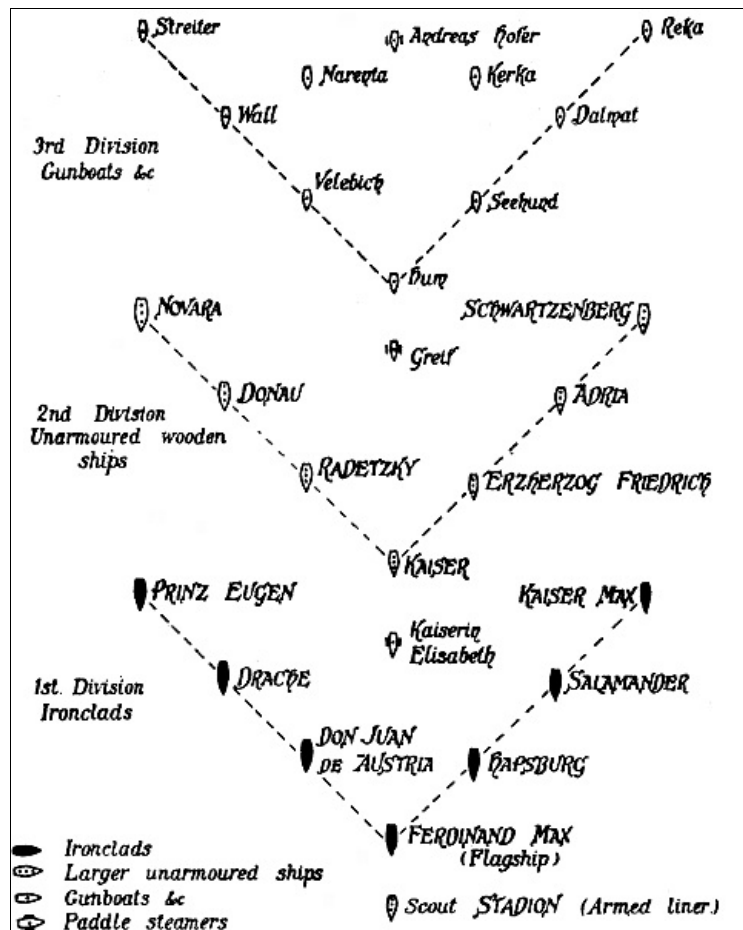 Streiter
Andreas Hofer
Reka
Narenta
Kerka
Wall
Dalmat
3rd Division
Gunboats &c
Velebich
Seehund
Hum
NOVARA
SCHWARTZENBERG
Greif
DONAU
ADRIA
2nd Division
Unarmoured wooden
ships
RADETZKY
ERZHERZOG FRIEDRICH
KAISER
PRINZ EUGEN
KAISER MAX
Kaiserin
Elisabeth
DRACHE
SALAMANDER
1st. Division
Ironclads
DON JUAN
DE AUSTRIA
HAPSBURG
FERDINAND MAX
(Flagship)
Ironclads
Larger unarmoured ships
Gunboats &c
Paddle steamers
Scout STADION (Armed liner.)